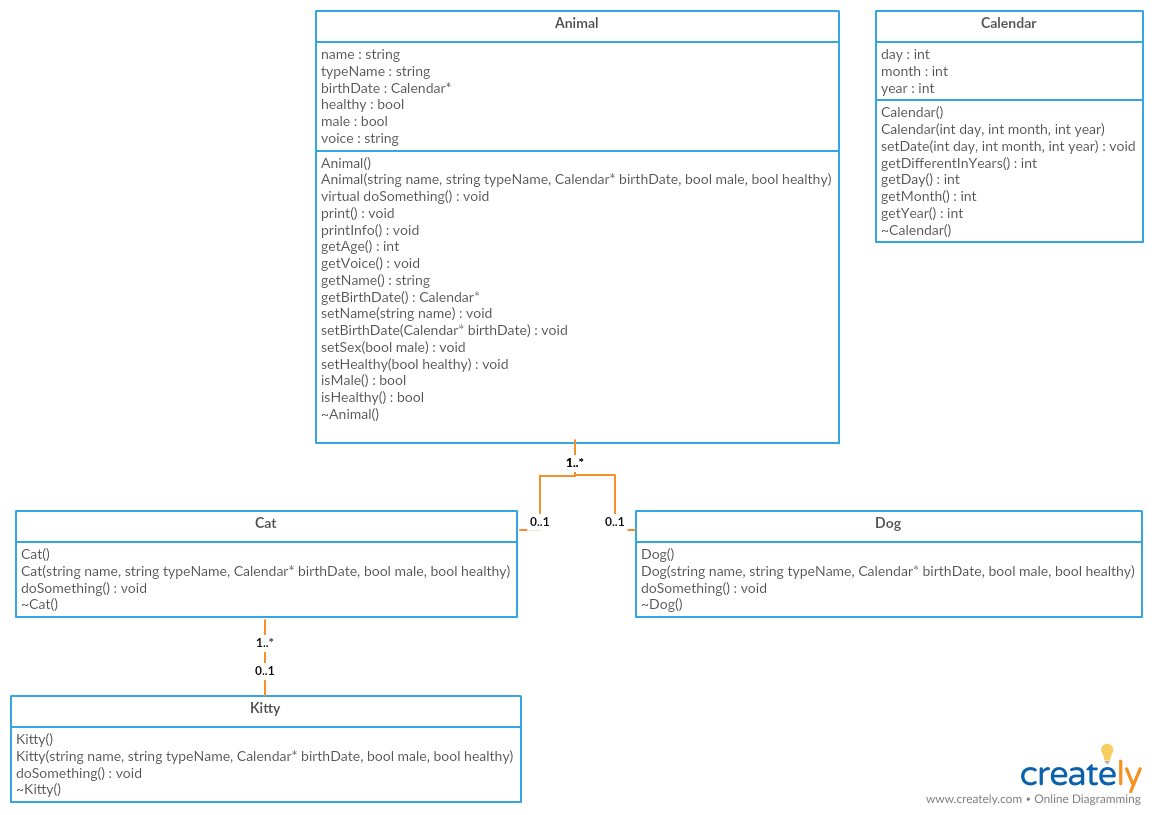 Animal
name : string
typeName : string
birthDate : Calendar*
healthy : bool
male : bool
voice : string
Animal()
Animal(string name, string typeName, Calendar* birthDate, bool male, bool healthy)
virtual doSomething() : void
print() : void
printInfo() : void
getAge() : int
getVoice() : void
getName() : string
getBirthDate() : Calendar*
setName(string name) : void
setBirthDate(Calendar* birthDate) : void
setSex(bool male) : void
setHealthy(bool healthy) : void
isMale() : bool
isHealthy() : bool
~Animal()
Calendar
day : int
month : int
year : int
Calendar()
Calendar(int day, int month, int year)
setDate(int day, int month, int year) : void
getDifferentInYears() : int
getDay() : int
getMonth() : int
getYear() : int
~Calendar()
1..*
0..1
0..1
Cat
Cat()
Cat(string name, string typeName, Calendar* birthDate, bool male, bool healthy)
doSomething() : void
~Cat()
Dog
Dog()
Dog(string name, string typeName, Calendar* birthDate, bool male, bool healthy)
doSomething() : void
~Dog()
1..*
0..1
Kitty
Kitty()
Kitty(string name, string typeName, Calendar* birthDate, bool male, bool healthy)
doSomething() : void
~Kitty()
creately
www.creately.com • Online Diagramming